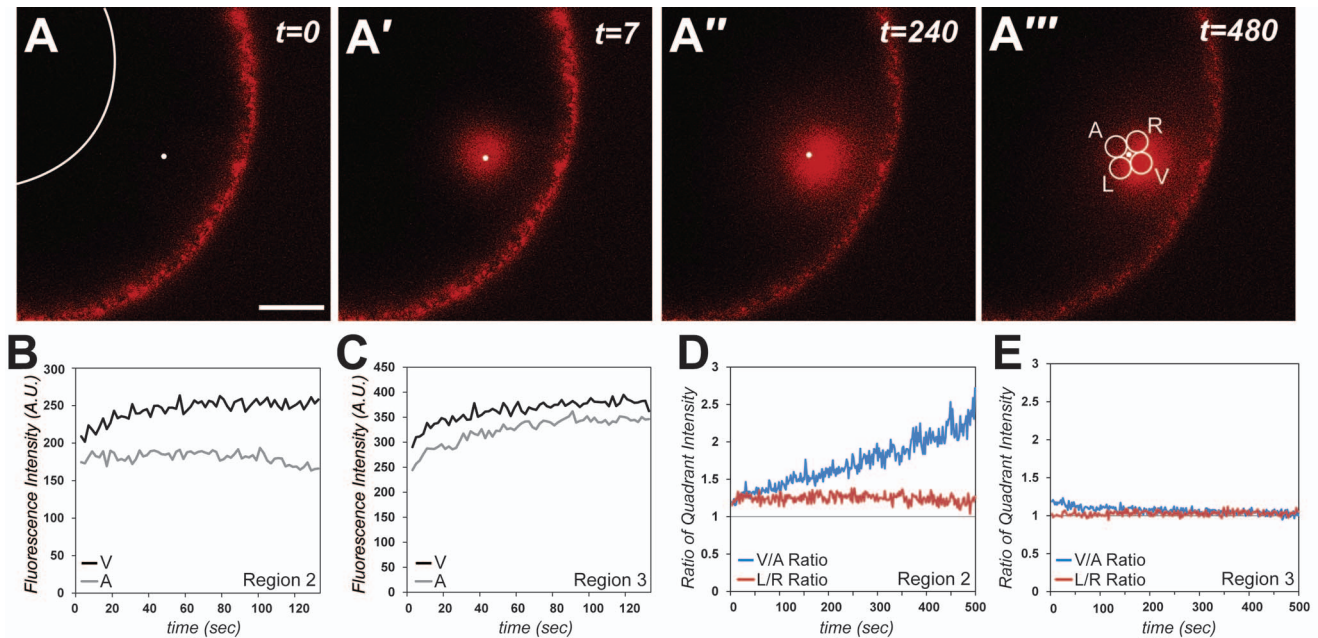 A t=0
A′ t=7
A″ t=240
A‴ t=480
A R
L V
B
Fluorescence Intensity (A.U.)
300
250
200
150
100
50
0
V
A
Region 2
0 20 40 60 80 100 120
time (sec)
C
Fluorescence Intensity (A.U.)
450
400
350
300
250
200
150
100
50
0
V
A
Region 3
0 20 40 60 80 100 120
time (sec)
D
Ratio of Quadrant Intensity
3
2.5
2
1.5
1
0.5
0
V/A Ratio
L/R Ratio
Region 2
0 100 200 300 400 500
time (sec)
E
Ratio of Quadrant Intensity
3
2.5
2
1.5
1
0.5
0
V/A Ratio
L/R Ratio
Region 3
0 100 200 300 400 500
time (sec)